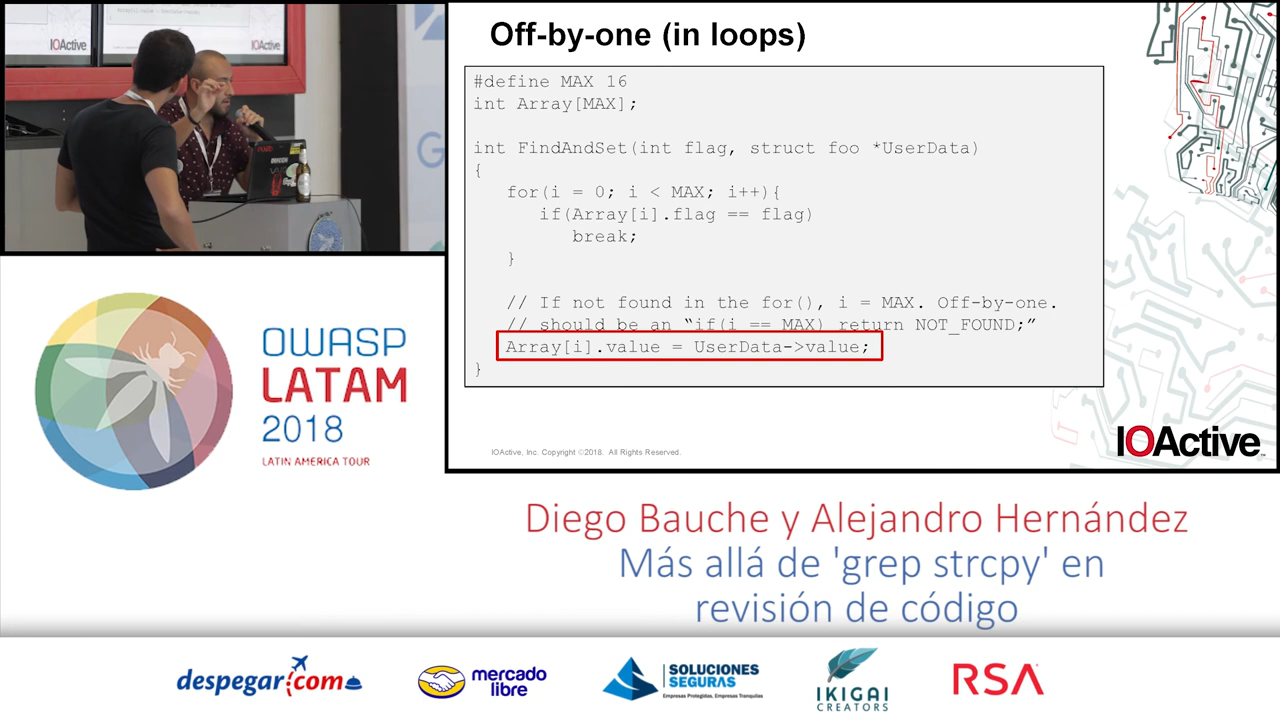 IOActive
IOActive
G
Off-by-one (in loops)
#define MAX 16
int Array[MAX];
int FindAndSet(int flag, struct foo *UserData)
{
for(i = 0; i < MAX; i++){
if(Array[i].flag == flag)
break;
}
// If not found in the for(), i = MAX. Off-by-one.
// should be an “if(i == MAX) return NOT_FOUND;”
Array[i].value = UserData->value;
}
IOActive, Inc. Copyright ©2018. All Rights Reserved.
IOActive
OWASP
LATAM
2018
LATIN AMERICA TOUR
Diego Bauche y Alejandro Hernández
Más allá de 'grep strcpy' en
revisión de código
despegar.com
mercado
libre
SOLUCIONES
SEGURAS
Empresas Protegidas, Empresas Tranquilas
IKIGAI
CREATORS
RSA